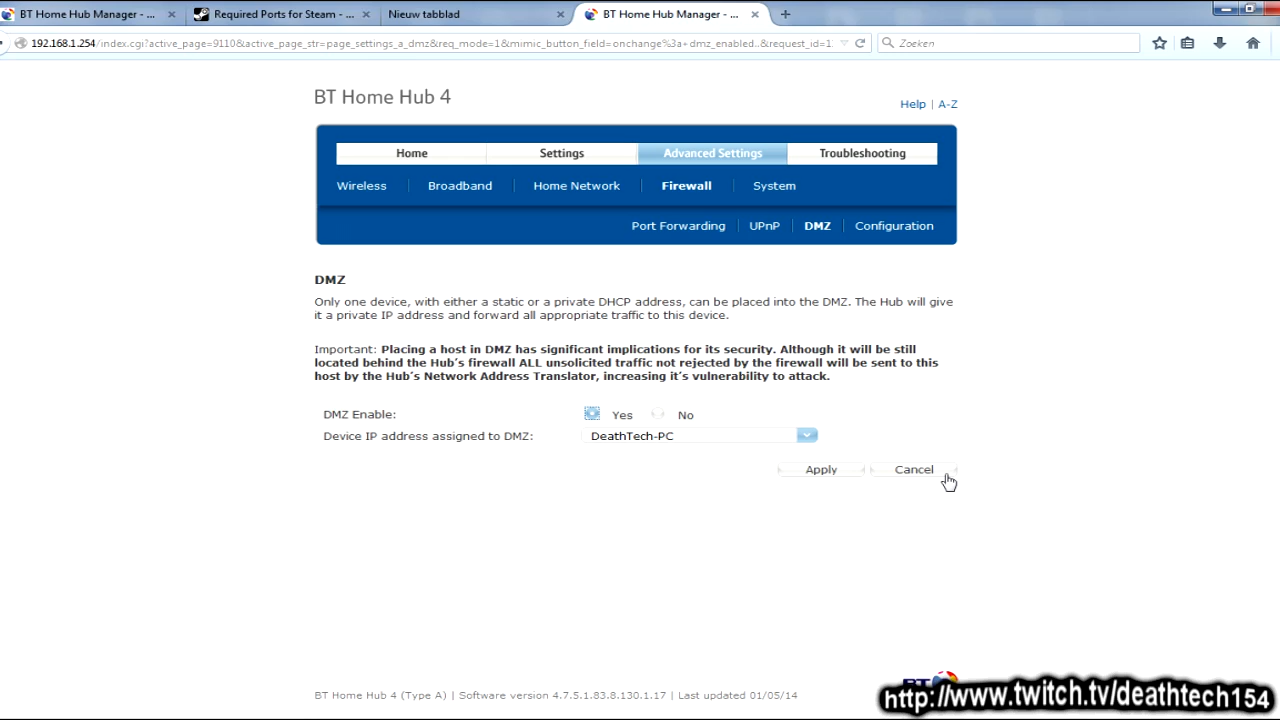 BT Home Hub Manager - ...
Required Ports for Steam - ...
Nieuw tabblad
BT Home Hub Manager - ...
192.168.1.254/index.cgi?active_page=9110&active_page_str=page_settings_a_dmz&req_mode=1&mimic_button_field=onchange%3a+dmz_enabled..&request_id=1
Zoeken
BT Home Hub 4
Help | A-Z
Home Settings Advanced Settings Troubleshooting
Wireless Broadband Home Network Firewall System
Port Forwarding UPnP DMZ Configuration
DMZ
Only one device, with either a static or a private DHCP address, can be placed into the DMZ. The Hub will give
it a private IP address and forward all appropriate traffic to this device.
Important: Placing a host in DMZ has significant implications for its security. Although it will be still
located behind the Hub's firewall ALL unsolicited traffic not rejected by the firewall will be sent to this
host by the Hub's Network Address Translator, increasing it's vulnerability to attack.
DMZ Enable: Yes No
Device IP address assigned to DMZ: DeathTech-PC
Apply Cancel
BT Home Hub 4 (Type A) | Software version 4.7.5.1.83.8.130.1.17 | Last updated 01/05/14
BT
http://www.twitch.tv/deathtech154